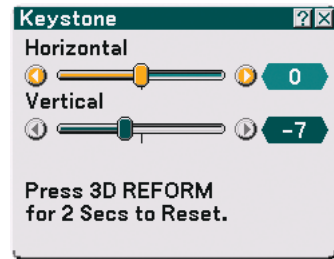 Keystone ? X
Horizontal
0
Vertical
-7
Press 3D REFORM
for 2 Secs to Reset.